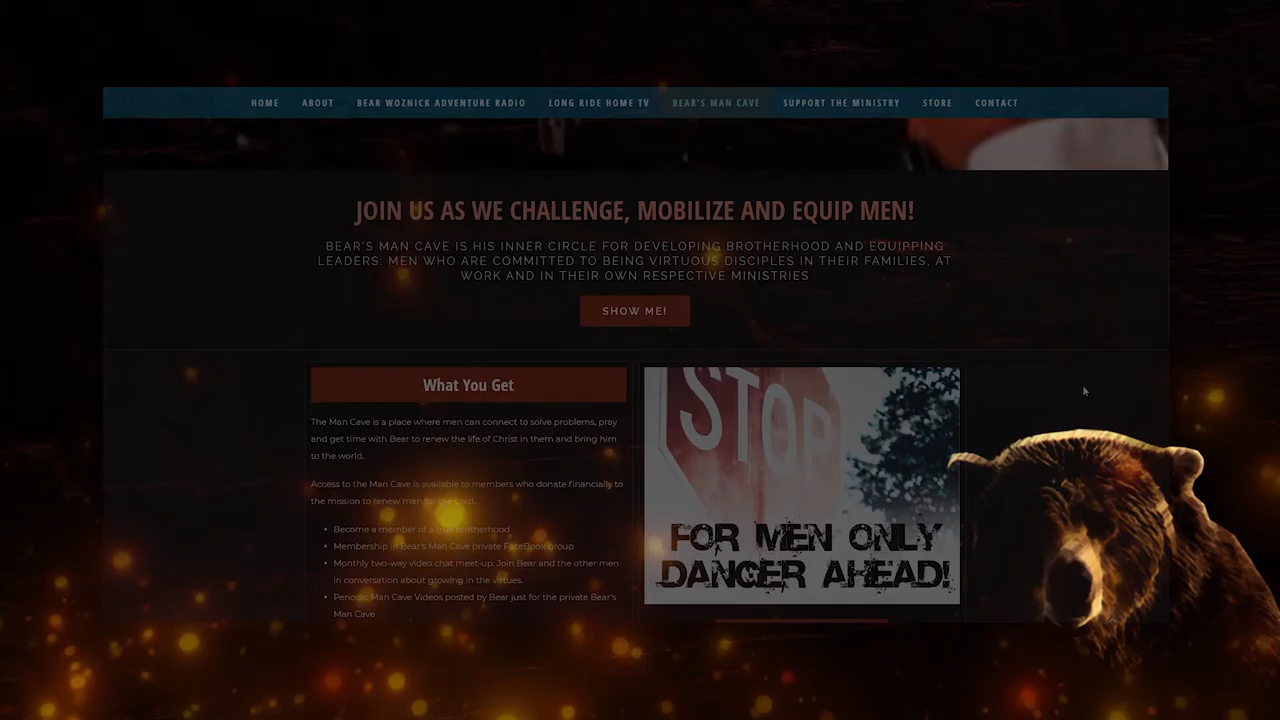 HOME ABOUT BEAR WOZNICK ADVENTURE RADIO LONG RIDE HOME TV BEAR'S MAN CAVE SUPPORT THE MINISTRY STORE CONTACT
JOIN US AS WE CHALLENGE, MOBILIZE AND EQUIP MEN!
BEAR'S MAN CAVE IS HIS INNER CIRCLE FOR DEVELOPING BROTHERHOOD AND EQUIPPING
LEADERS: MEN WHO ARE COMMITTED TO BEING VIRTUOUS DISCIPLES IN THEIR FAMILIES, AT
WORK AND IN THEIR OWN RESPECTIVE MINISTRIES
SHOW ME!
What You Get
The Man Cave is a place where men can connect to solve problems, pray
and get time with Bear to renew the life of Christ in them and bring him
to the world.
Access to the Man Cave is available to members who donate financially to
the mission to renew men for the Lord.
• Become a member of a true brotherhood
• Membership in Bear's Man Cave private FaceBook group
• Monthly two-way video chat meet-up. Join Bear and the other men
in conversation about growing in the virtues.
• Periodic Man Cave Videos posted by Bear just for the private Bear's
Man Cave
STOP
FOR MEN ONLY
DANGER AHEAD!